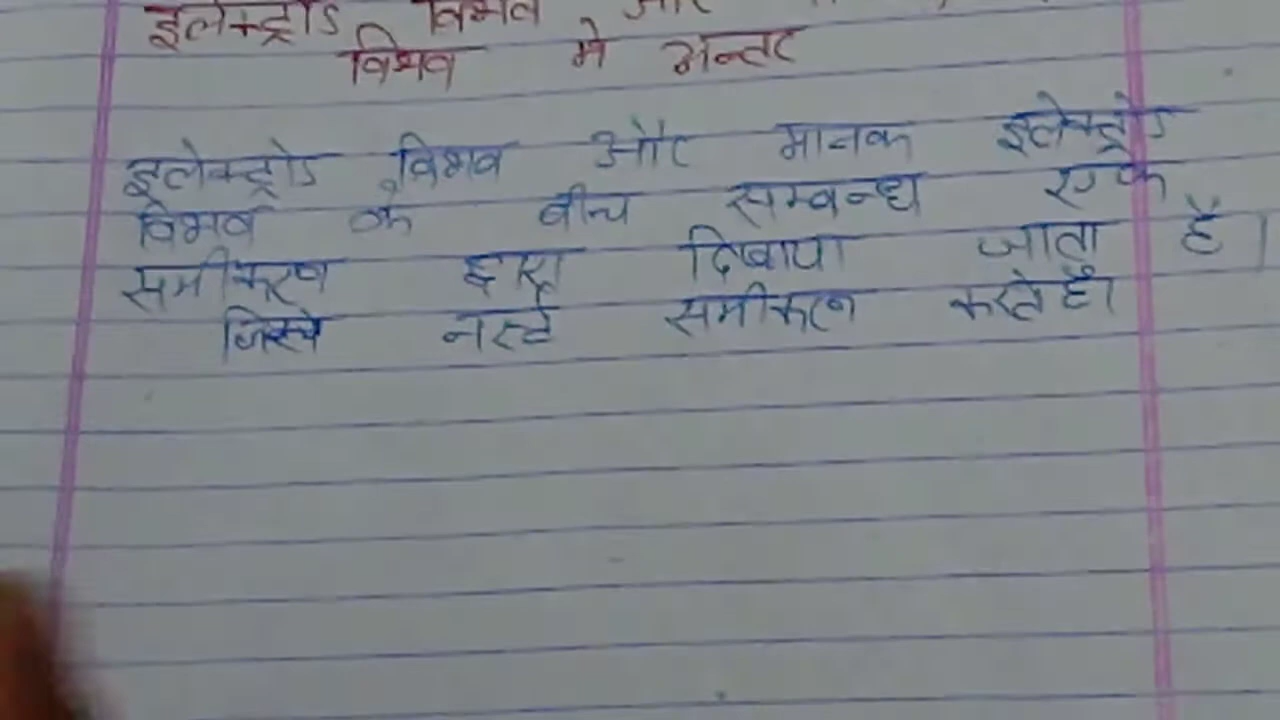 इलेक्ट्रोड विभव और
विभव मे अन्तर
इलेक्ट्रोड विभव और मानक इलेक्ट्रोड
विभव के बीच सम्बन्ध एक
समीकरण द्वारा दिखाया जाता है।
जिसे नर्स्ट समीकरण कहते हैं।